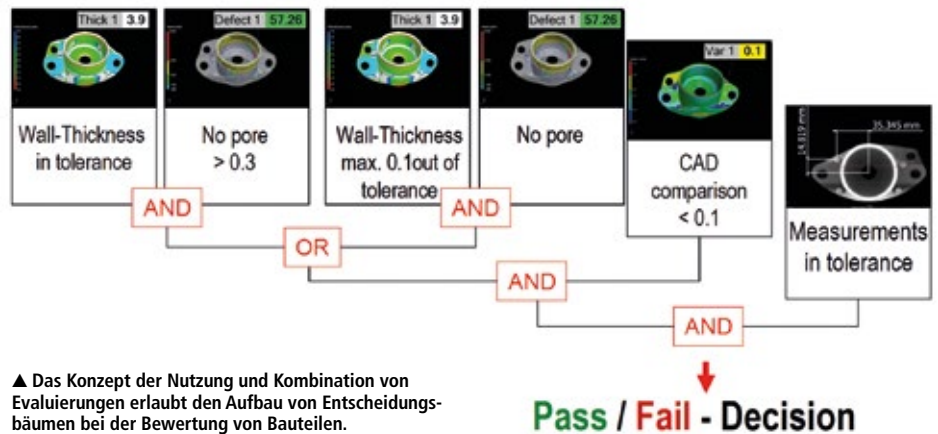 Thick 1 3.9
Defect 1 57.26
Thick 1 3.9
Defect 1 57.26
Var 1 0.1
Wall-Thickness
in tolerance
No pore
> 0.3
Wall-Thickness
max. 0.1out of
tolerance
No pore
CAD
comparison
< 0.1
14.819 mm
35.345 mm
Measurements
in tolerance
AND
AND
OR
AND
AND
Pass / Fail - Decision
▲ Das Konzept der Nutzung und Kombination von
Evaluierungen erlaubt den Aufbau von Entscheidungs-
bäumen bei der Bewertung von Bauteilen.